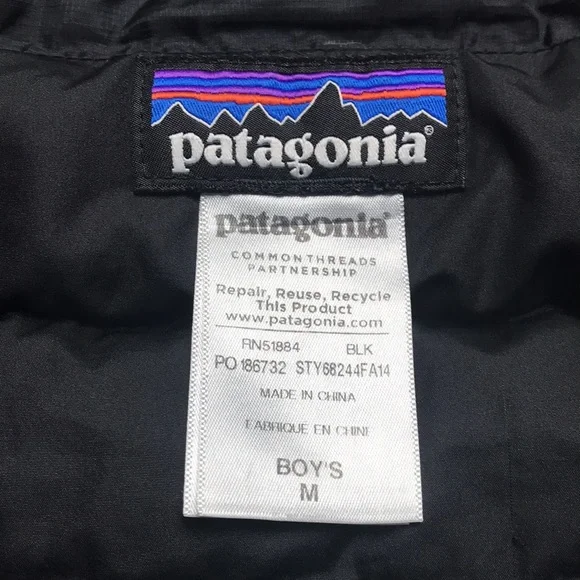 patagonia®
patagonia®
COMMON THREADS
PARTNERSHIP
Repair, Reuse, Recycle
This Product
www.patagonia.com
RN51884 BLK
PO 186732 STY68244FA14
MADE IN CHINA
FABRIQUE EN CHINE
BOY'S
M